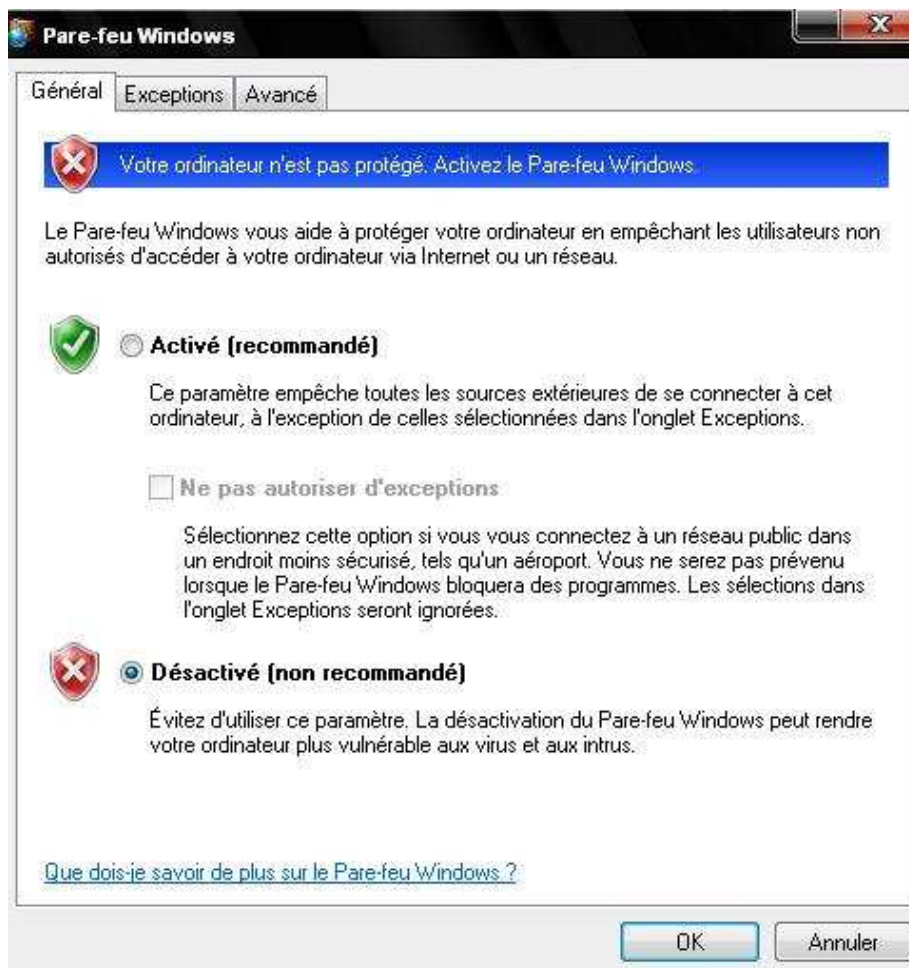 Pare-feu Windows
Général Exceptions Avancé
Votre ordinateur n'est pas protégé. Activez le Pare-feu Windows.
Le Pare-feu Windows vous aide à protéger votre ordinateur en empêchant les utilisateurs non
autorisés d'accéder à votre ordinateur via Internet ou un réseau.
Activé (recommandé)
Ce paramètre empêche toutes les sources extérieures de se connecter à cet
ordinateur, à l'exception de celles sélectionnées dans l'onglet Exceptions.
Ne pas autoriser d'exceptions
Sélectionnez cette option si vous vous connectez à un réseau public dans
un endroit moins sécurisé, tels qu'un aéroport. Vous ne serez pas prévenu
lorsque le Pare-feu Windows bloquera des programmes. Les sélections dans
l'onglet Exceptions seront ignorées.
Désactivé (non recommandé)
Évitez d'utiliser ce paramètre. La désactivation du Pare-feu Windows peut rendre
votre ordinateur plus vulnérable aux virus et aux intrus.
Que dois-je savoir de plus sur le Pare-feu Windows ?
OK Annuler